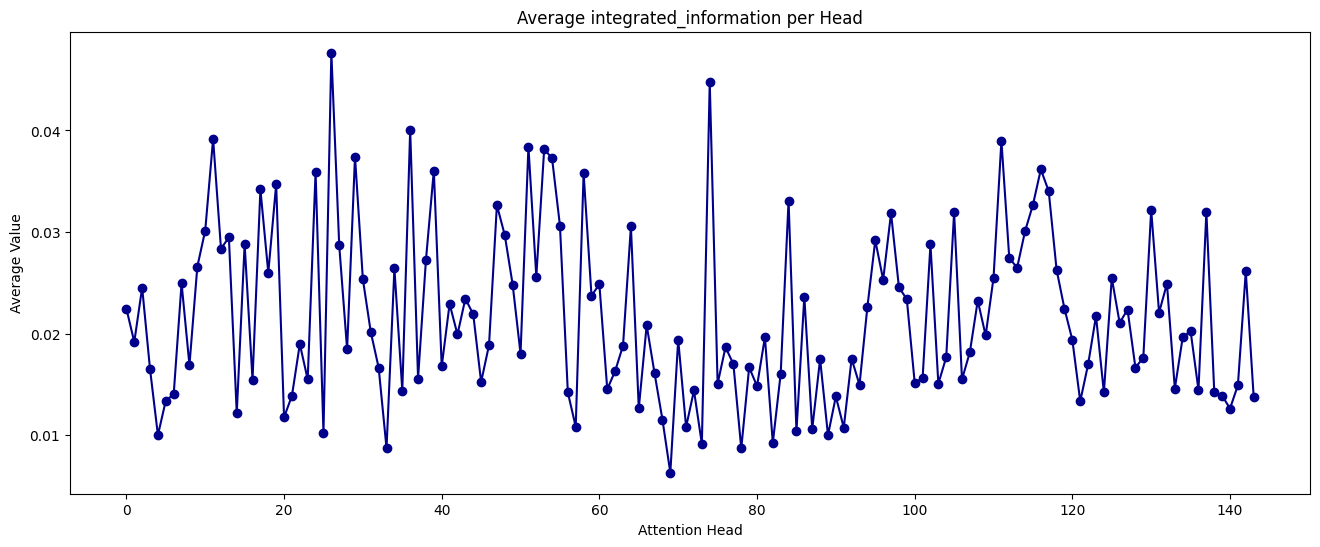 Average integrated_information per Head
Average Value
0.04
0.03
0.02
0.01
0 20 40 60 80 100 120 140
Attention Head